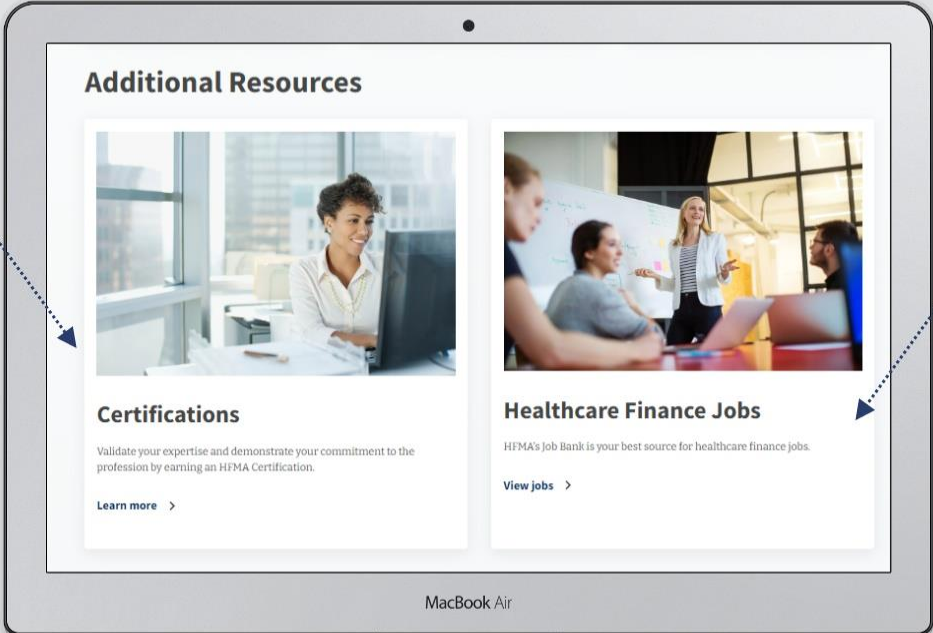 Additional Resources
Certifications
Validate your expertise and demonstrate your commitment to the
profession by earning an HFMA Certification.
Learn more >
Healthcare Finance Jobs
HFMA's Job Bank is your best source for healthcare finance jobs.
View jobs >
MacBook Air